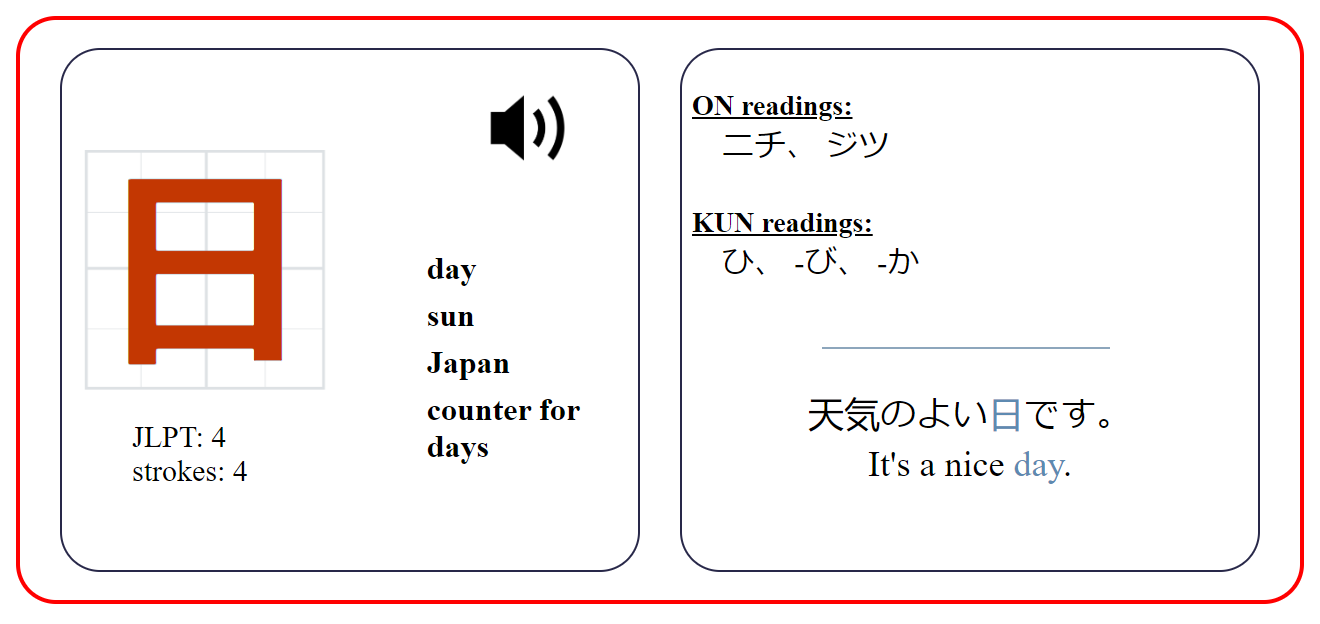 日
day
sun
Japan
counter for
days
JLPT: 4
strokes: 4
ON readings:
ニチ、 ジツ
KUN readings:
ひ、 -び、 -か
天気のよい日です。
It's a nice day.